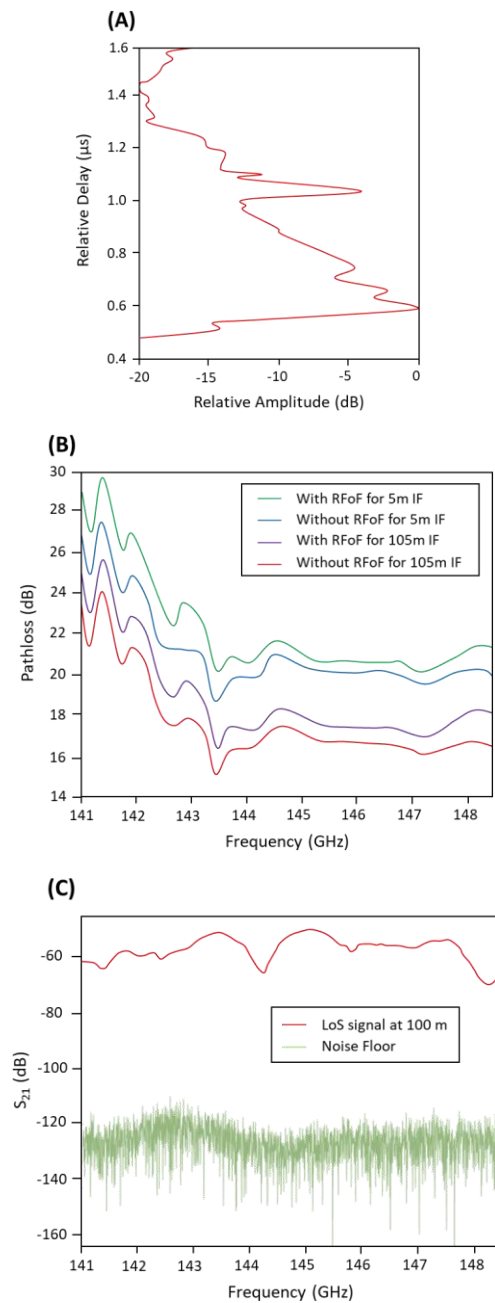 (A)
1.6
1.4
1.2
1.0
0.8
0.6
0.4
Relative Delay (µs)
-20 -15 -10 -5 0
Relative Amplitude (dB)
(B)
30
28
26
24
22
20
18
16
14
Pathloss (dB)
With RFoF for 5m IF
Without RFoF for 5m IF
With RFoF for 105m IF
Without RFoF for 105m IF
141 142 143 144 145 146 147 148
Frequency (GHz)
(C)
-60
-80
-100
-120
-140
-160
S21 (dB)
LoS signal at 100 m
Noise Floor
141 142 143 144 145 146 147 148
Frequency (GHz)